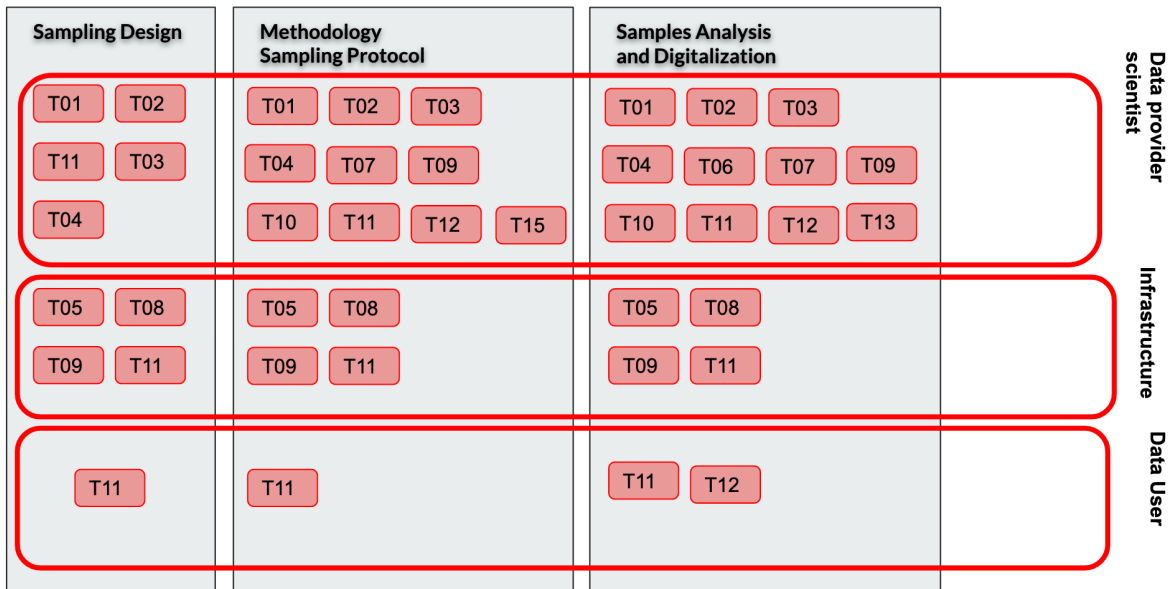 Sampling Design
Methodology
Sampling Protocol
Samples Analysis
and Digitalization
Data provider
scientist
T01 T02
T11 T03
T04
T01 T02 T03
T04 T07 T09
T10 T11 T12 T15
T01 T02 T03
T04 T06 T07 T09
T10 T11 T12 T13
Infrastructure
T05 T08
T09 T11
T05 T08
T09 T11
T05 T08
T09 T11
Data User
T11
T11
T11 T12